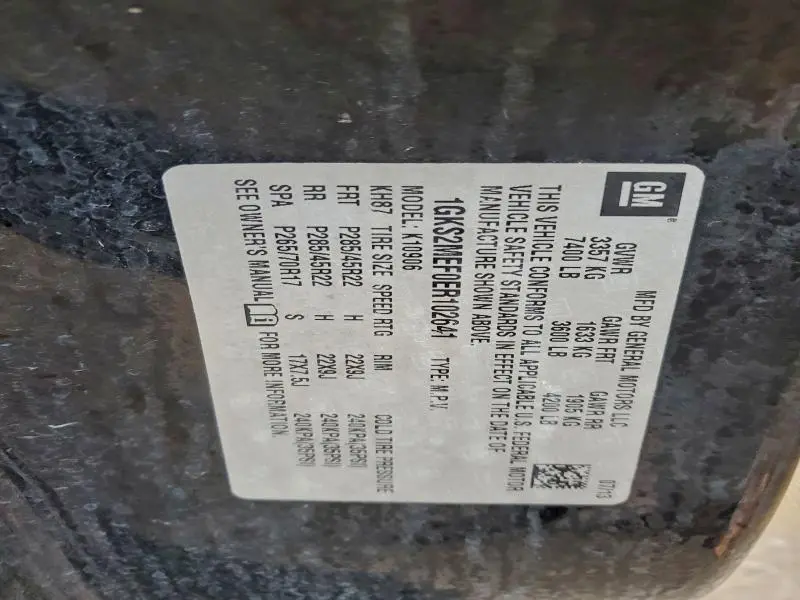 GM®
MFD BY GENERAL MOTORS LLC 07/13
GVWR GAWR FRT GAWR RR
3357 KG 1633 KG 1905 KG
7400 LB 3600 LB 4200 LB
THIS VEHICLE CONFORMS TO ALL APPLICABLE U.S. FEDERAL MOTOR
VEHICLE SAFETY STANDARDS IN EFFECT ON THE DATE OF
MANUFACTURE SHOWN ABOVE.
1GKS2MEF0ER102641 TYPE: M.P.V.
MODEL: K10906
KH87 TIRE SIZE SPEED RTG RIM COLD TIRE PRESSURE
FRT P285/45R22 H 22X9J 240KPA(35PSI)
RR P285/45R22 H 22X9J 240KPA(35PSI)
SPA P265/70R17 S 17X7.5J 240KPA(35PSI)
SEE OWNER'S MANUAL FOR MORE INFORMATION.